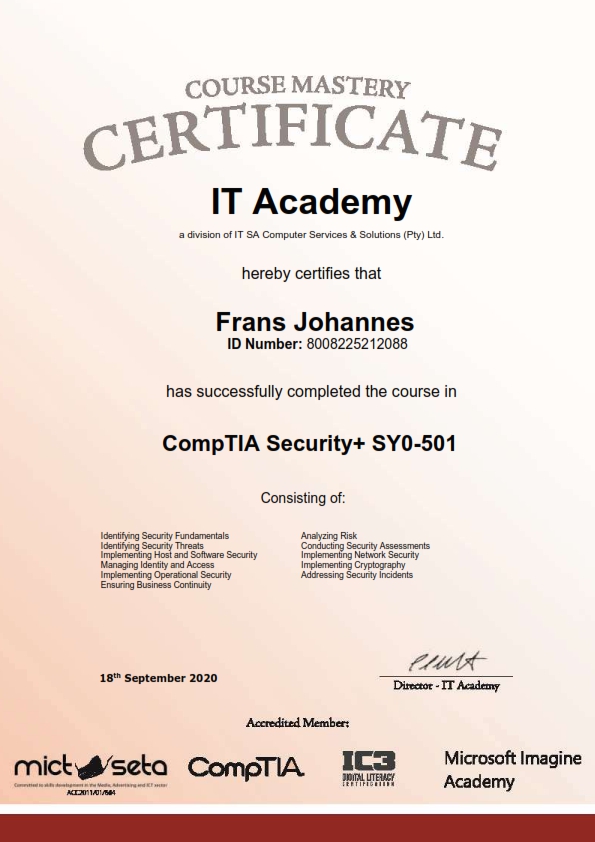 COURSE MASTERY
CERTIFICATE
IT Academy
a division of IT SA Computer Services & Solutions (Pty) Ltd.
hereby certifies that
Frans Johannes
ID Number: 8008225212088
has successfully completed the course in
CompTIA Security+ SY0-501
Consisting of:
Identifying Security Fundamentals
Identifying Security Threats
Implementing Host and Software Security
Managing Identity and Access
Implementing Operational Security
Ensuring Business Continuity
Analyzing Risk
Conducting Security Assessments
Implementing Network Security
Implementing Cryptography
Addressing Security Incidents
18th September 2020
Director - IT Academy
Accredited Member:
mict seta
Committed to skills development in the Media, Advertising and ICT sector
ACC2011/01/584
CompTIA.
IC3
DIGITAL LITERACY
CERTIFICATION
Microsoft Imagine
Academy